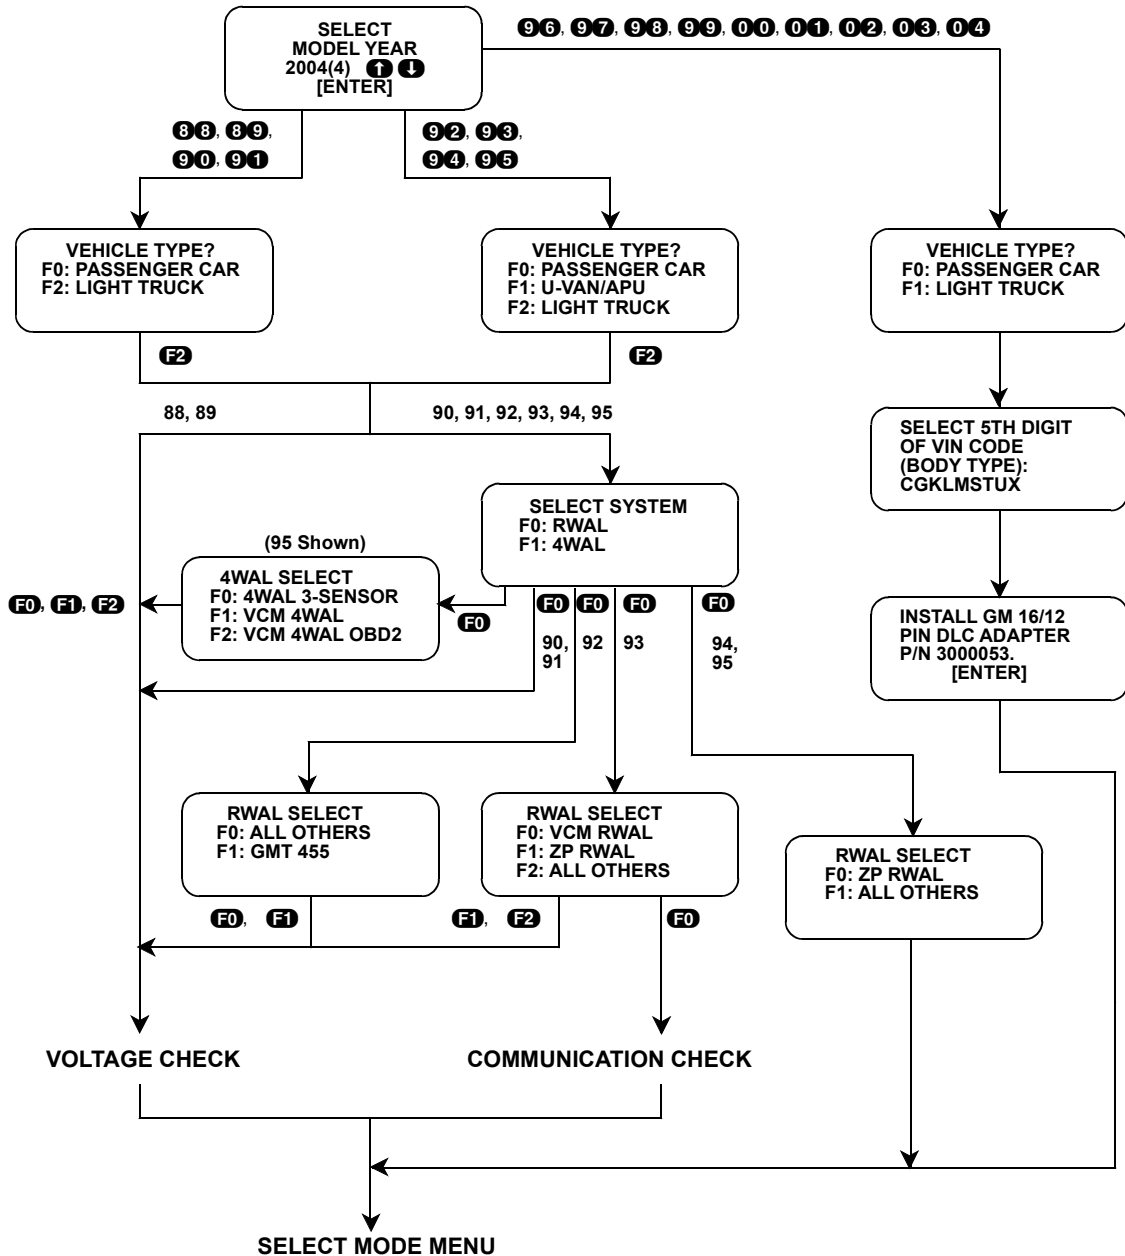 SELECT
MODEL YEAR
2004(4) ⬆ ⬇
[ENTER]
96, 97, 98, 99, 00, 01, 02, 03, 04
88, 89,
90, 91
92, 93,
94, 95
VEHICLE TYPE?
F0: PASSENGER CAR
F2: LIGHT TRUCK
VEHICLE TYPE?
F0: PASSENGER CAR
F1: U-VAN/APU
F2: LIGHT TRUCK
VEHICLE TYPE?
F0: PASSENGER CAR
F1: LIGHT TRUCK
F2
F2
88, 89
90, 91, 92, 93, 94, 95
SELECT 5TH DIGIT
OF VIN CODE
(BODY TYPE):
CGKLMSTUX
SELECT SYSTEM
F0: RWAL
F1: 4WAL
(95 Shown)
4WAL SELECT
F0: 4WAL 3-SENSOR
F1: VCM 4WAL
F2: VCM 4WAL OBD2
F0, F1, F2
F0
F0
F0
F0
F0
90,
91
92
93
94,
95
INSTALL GM 16/12
PIN DLC ADAPTER
P/N 3000053.
[ENTER]
RWAL SELECT
F0: ALL OTHERS
F1: GMT 455
RWAL SELECT
F0: VCM RWAL
F1: ZP RWAL
F2: ALL OTHERS
RWAL SELECT
F0: ZP RWAL
F1: ALL OTHERS
F0, F1
F1, F2
F0
VOLTAGE CHECK
COMMUNICATION CHECK
SELECT MODE MENU